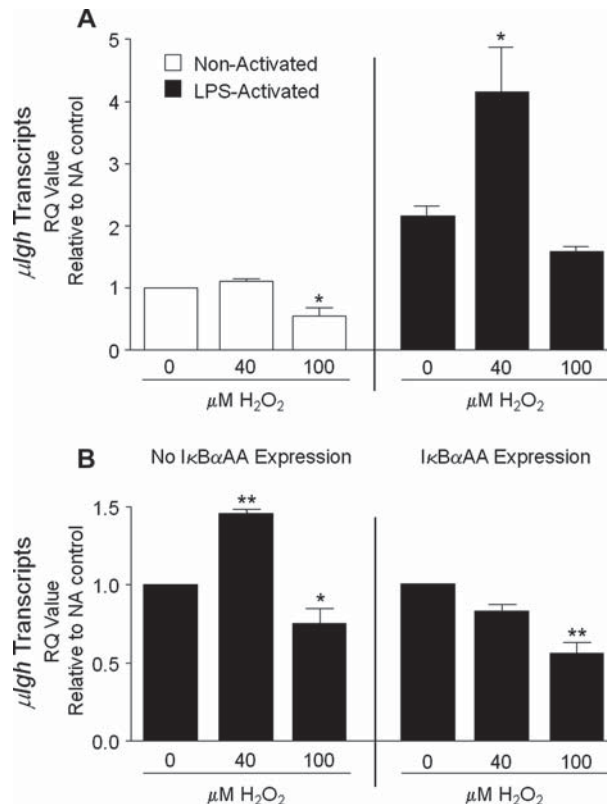 A
μIgh Transcripts
RQ Value
Relative to NA control
5
4
3
2
1
0
Non-Activated
LPS-Activated
*
*
0 40 100 0 40 100
μM H₂O₂ μM H₂O₂
B
No IκBαAA Expression IκBαAA Expression
μIgh Transcripts
RQ Value
Relative to NA control
1.5
1.0
0.5
0.0
**
*
**
0 40 100 0 40 100
μM H₂O₂ μM H₂O₂